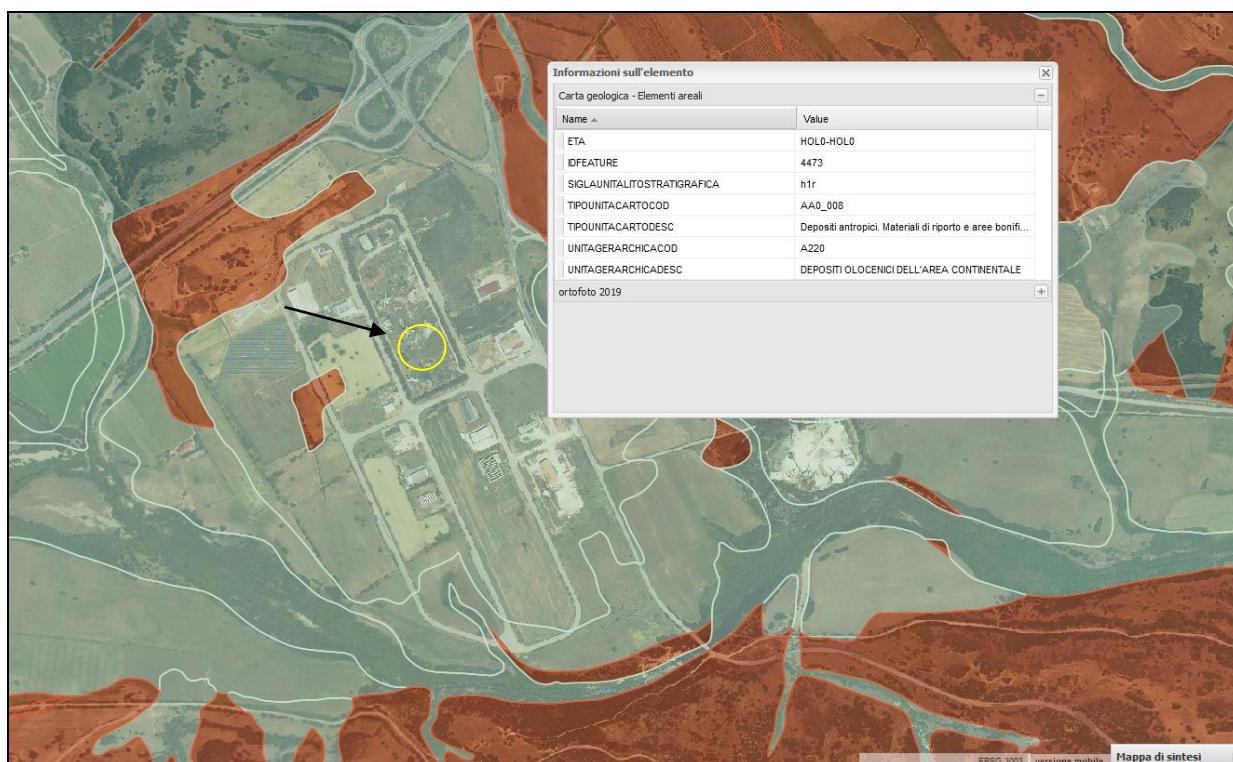 Informazioni sull'elemento
Carta geologica - Elementi areali
Name Value
ETA HOL0-HOL0
IDFEATURE 4473
SIGLAUNITALITOSTRATIGRAFICA h1r
TIPOUNITACARTOCOD AA0_008
TIPOUNITACARTODESC Depositi antropici. Materiali di riporto e aree bonifi...
UNITAGERARCHICACOD A220
UNITAGERARCHICADESC DEPOSITI OLOCENICI DELL'AREA CONTINENTALE
ortofoto 2019
EPSG 3003 versione mobile Mappa di sintesi